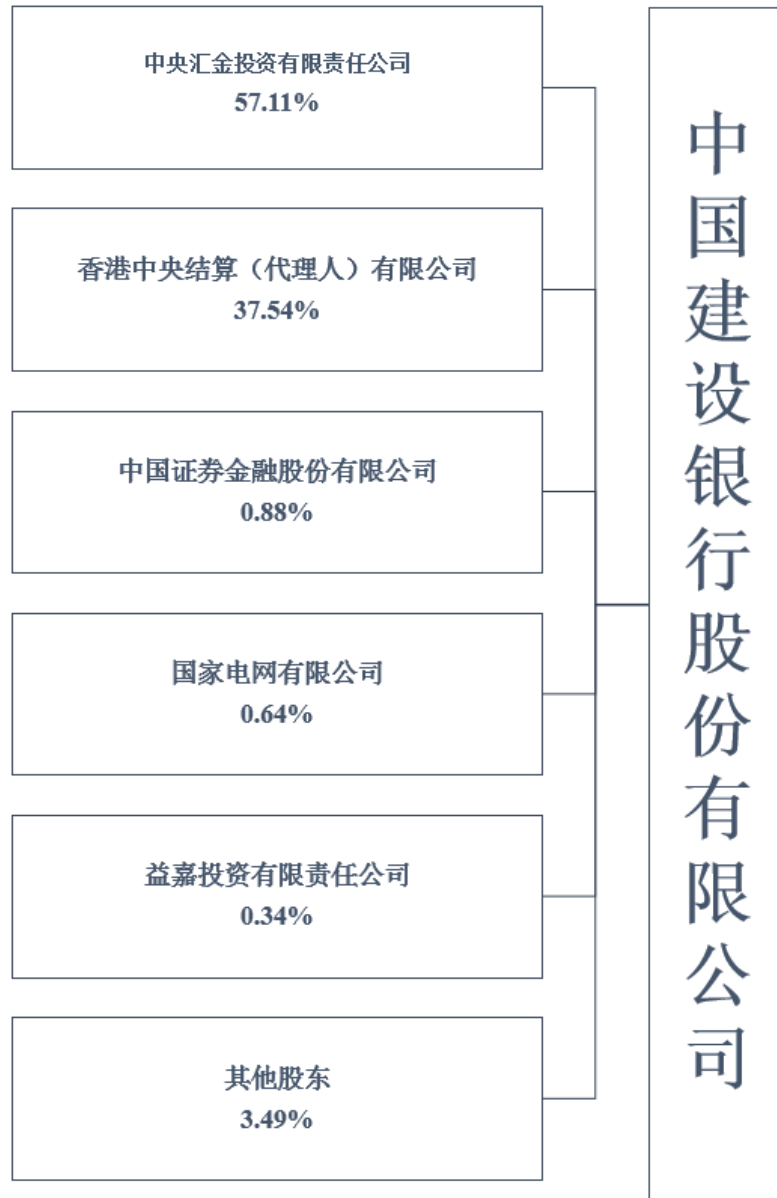 中央汇金投资有限责任公司
57.11%
香港中央结算（代理人）有限公司
37.54%
中国证券金融股份有限公司
0.88%
国家电网有限公司
0.64%
益嘉投资有限责任公司
0.34%
其他股东
3.49%
中国建设银行股份有限公司